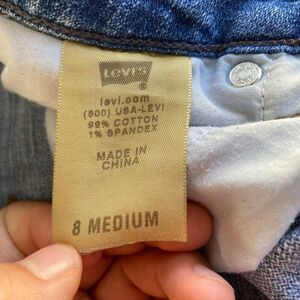 Levi's
levi.com
(800) USA-LEVI
99% COTTON
1% SPANDEX
MADE IN
CHINA
8 MEDIUM